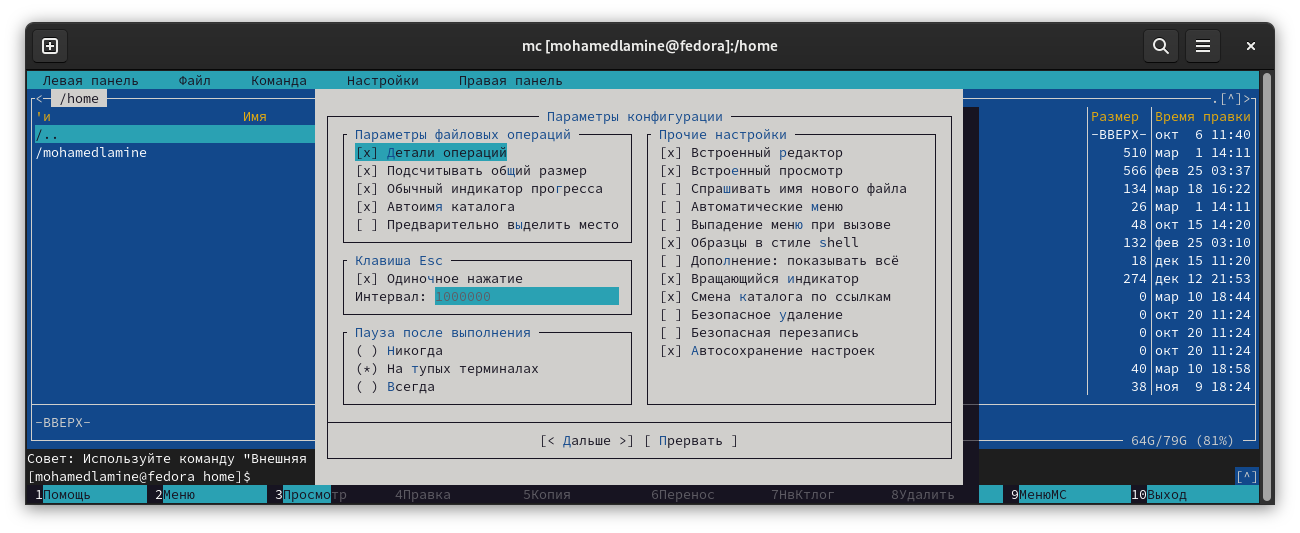 mc [mohamedlamine@fedora]:/home
Левая панель Файл Команда Настройки Правая панель
<─ /home .[^]>
'и Имя Размер Время правки
/.. -ВВЕРХ- окт 6 11:40
/mohamedlamine 510 мар 1 14:11
566 фев 25 03:37
134 мар 18 16:22
26 мар 1 14:11
48 окт 15 14:20
132 фев 25 03:10
18 дек 15 11:20
274 дек 12 21:53
0 мар 10 18:44
0 окт 20 11:24
0 окт 20 11:24
0 окт 20 11:24
40 мар 10 18:58
38 ноя 9 18:24
-ВВЕРХ-
64G/79G (81%)
Параметры конфигурации
Параметры файловых операций
[x] Детали операций
[x] Подсчитывать общий размер
[x] Обычный индикатор прогресса
[x] Автоимя каталога
[ ] Предварительно выделить место
Клавиша Esc
[x] Одиночное нажатие
Интервал: 1000000
Пауза после выполнения
( ) Никогда
(*) На тупых терминалах
( ) Всегда
Прочие настройки
[x] Встроенный редактор
[x] Встроенный просмотр
[ ] Спрашивать имя нового файла
[ ] Автоматические меню
[ ] Выпадение меню при вызове
[x] Образцы в стиле shell
[ ] Дополнение: показывать всё
[x] Вращающийся индикатор
[x] Смена каталога по ссылкам
[ ] Безопасное удаление
[ ] Безопасная перезапись
[x] Автосохранение настроек
[< Дальше >] [ Прервать ]
Совет: Используйте команду "Внешняя
[mohamedlamine@fedora home]$ [^]
1Помощь 2Меню 3Просмотр 4Правка 5Копия 6Перенос 7НвКтлог 8Удалить 9МенюМС 10Выход